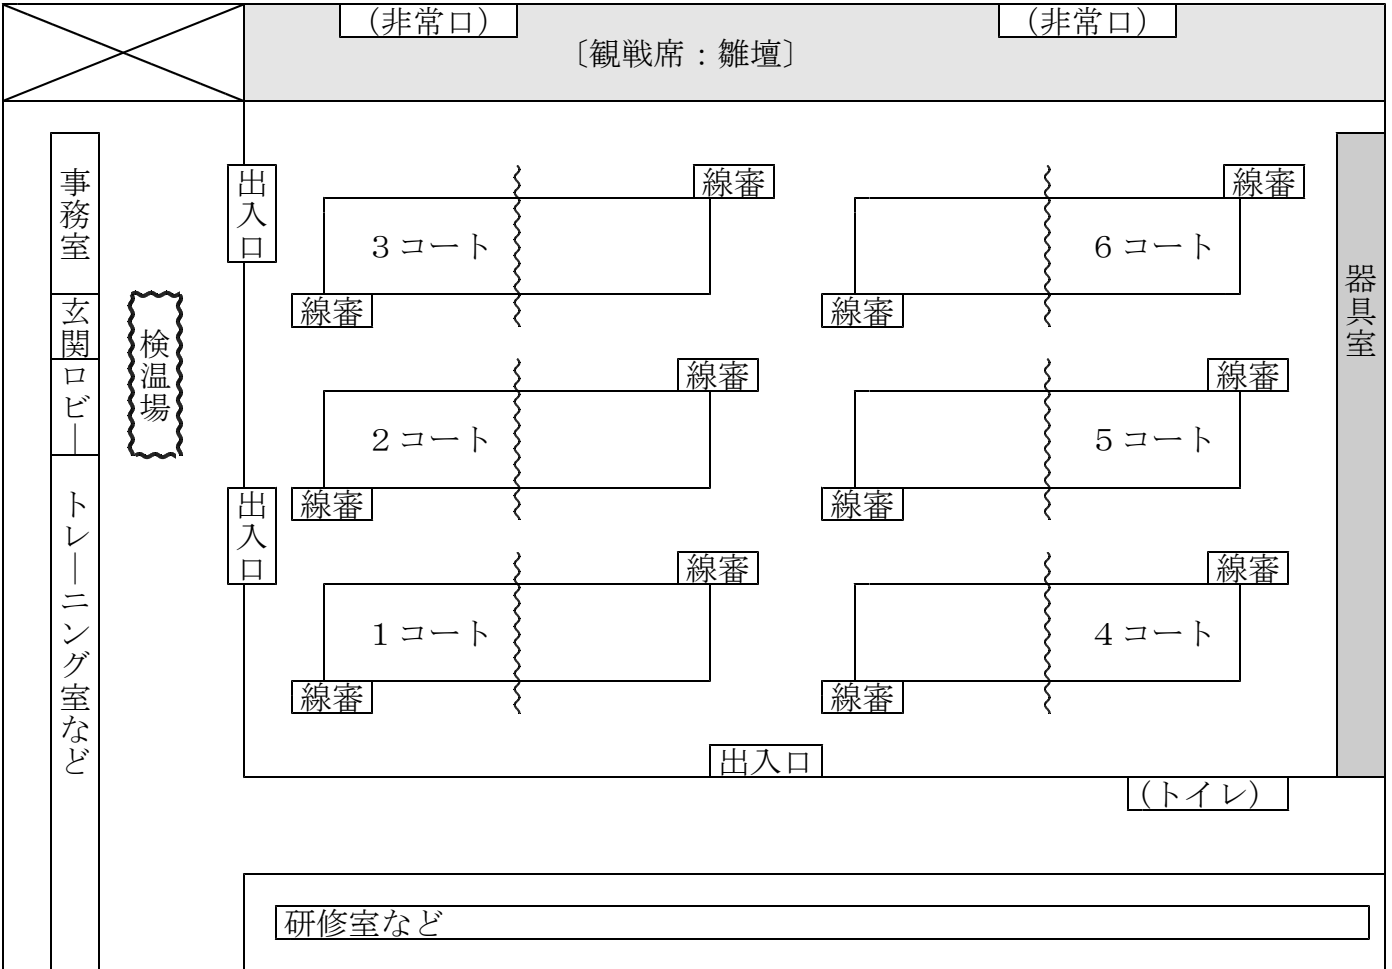 (非常口)
(非常口)
〔観戦席：雛壇〕
事務室
出入口
線審
線審
3コート
6コート
器具室
線審
線審
玄関
検温場
ロビー
線審
線審
2コート
5コート
線審
線審
出入口
トレーニング室など
線審
線審
1コート
4コート
線審
線審
出入口
(トイレ)
研修室など